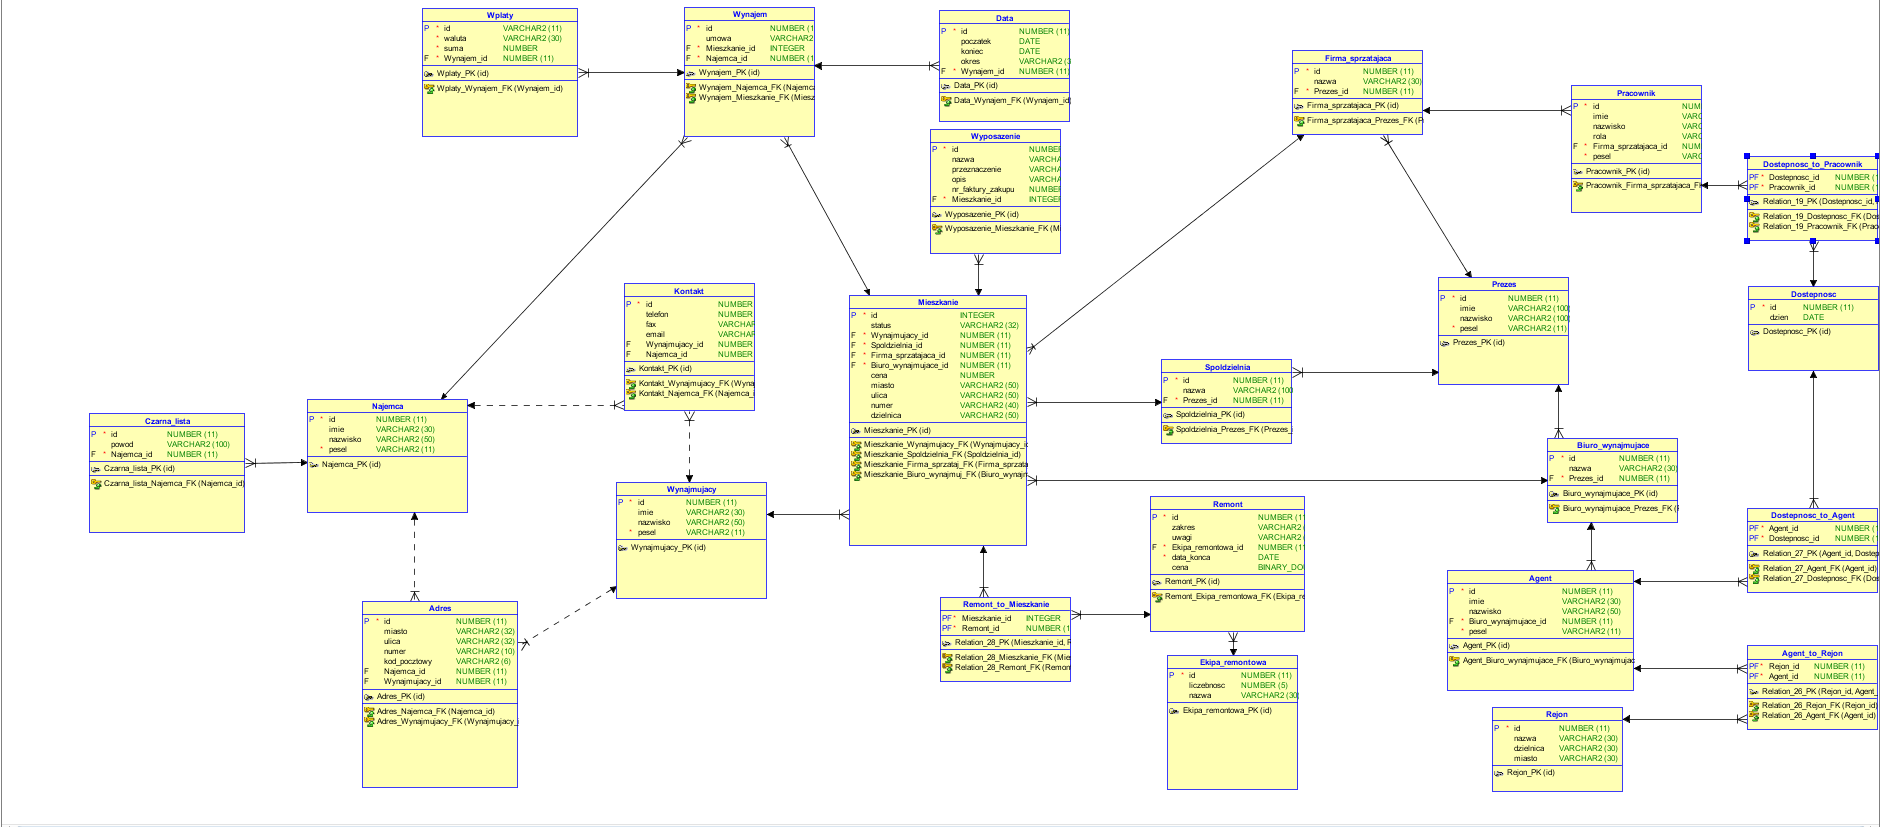 Wplaty
P * id VARCHAR2 (11)
* waluta VARCHAR2 (30)
* suma NUMBER
F * Wynajem_id NUMBER (11)
Wplaty_PK (id)
Wplaty_Wynajem_FK (Wynajem_id)
Wynajem
P * id NUMBER (1
umowa VARCHAR2
F * Mieszkanie_id INTEGER
F * Najemca_id NUMBER (1
Wynajem_PK (id)
Wynajem_Najemca_FK (Najemc
Wynajem_Mieszkanie_FK (Miesz
Data
P * id NUMBER (11)
poczatek DATE
koniec DATE
okres VARCHAR2 (3
F * Wynajem_id NUMBER (11)
Data_PK (id)
Data_Wynajem_FK (Wynajem_id)
Wyposazenie
P * id NUMBE
nazwa VARCHA
przeznaczenie VARCHA
opis VARCHA
nr_faktury_zakupu NUMBE
F * Mieszkanie_id INTEGE
Wyposazenie_PK (id)
Wyposazenie_Mieszkanie_FK (M
Firma_sprzatajaca
P * id NUMBER (11)
nazwa VARCHAR2 (30)
F * Prezes_id NUMBER (11)
Firma_sprzatajaca_PK (id)
Firma_sprzatajaca_Prezes_FK (P
Pracownik
P * id NUM
imie VARC
nazwisko VARC
rola VARC
F * Firma_sprzatajaca_id NUM
* pesel VARC
Pracownik_PK (id)
Pracownik_Firma_sprzatajaca_F
Dostepnosc_to_Pracownik
PF * Dostepnosc_id NUMBER (
PF * Pracownik_id NUMBER (
Relation_19_PK (Dostepnosc_id,
Relation_19_Dostepnosc_FK (Dos
Relation_19_Pracownik_FK (Prac
Dostepnosc
P * id NUMBER (11)
dzien DATE
Dostepnosc_PK (id)
Prezes
P * id NUMBER (11)
imie VARCHAR2 (100)
nazwisko VARCHAR2 (100)
* pesel VARCHAR2 (11)
Prezes_PK (id)
Kontakt
P * id NUMBER
telefon NUMBER
fax VARCHAR
email VARCHAR
F Wynajmujacy_id NUMBER
F Najemca_id NUMBER
Kontakt_PK (id)
Kontakt_Wynajmujacy_FK (Wyna
Kontakt_Najemca_FK (Najemca_i
Mieszkanie
P * id INTEGER
status VARCHAR2 (32)
F * Wynajmujacy_id NUMBER (11)
F * Spoldzielnia_id NUMBER (11)
F * Firma_sprzatajaca_id NUMBER (11)
F * Biuro_wynajmujace_id NUMBER (11)
cena NUMBER
miasto VARCHAR2 (50)
ulica VARCHAR2 (50)
numer VARCHAR2 (40)
dzielnica VARCHAR2 (50)
Mieszkanie_PK (id)
Mieszkanie_Wynajmujacy_FK (Wynajmujacy_i
Mieszkanie_Spoldzielnia_FK (Spoldzielnia_id)
Mieszkanie_Firma_sprzataj_FK (Firma_sprzata
Mieszkanie_Biuro_wynajmuj_FK (Biuro_wynajm
Spoldzielnia
P * id NUMBER (11)
nazwa VARCHAR2 (100
F * Prezes_id NUMBER (11)
Spoldzielnia_PK (id)
Spoldzielnia_Prezes_FK (Prezes_
Czarna_lista
P * id NUMBER (11)
powod VARCHAR2 (100)
F * Najemca_id NUMBER (11)
Czarna_lista_PK (id)
Czarna_lista_Najemca_FK (Najemca_id)
Najemca
P * id NUMBER (11)
imie VARCHAR2 (30)
nazwisko VARCHAR2 (50)
* pesel VARCHAR2 (11)
Najemca_PK (id)
Wynajmujacy
P * id NUMBER (11)
imie VARCHAR2 (30)
nazwisko VARCHAR2 (50)
* pesel VARCHAR2 (11)
Wynajmujacy_PK (id)
Biuro_wynajmujace
P * id NUMBER (11)
nazwa VARCHAR2 (30)
F * Prezes_id NUMBER (11)
Biuro_wynajmujace_PK (id)
Biuro_wynajmujace_Prezes_FK (
Remont
P * id NUMBER (1
zakres VARCHAR2
uwagi VARCHAR2
F * Ekipa_remontowa_id NUMBER (1
* data_konca DATE
cena BINARY_DO
Remont_PK (id)
Remont_Ekipa_remontowa_FK (Ekipa_re
Dostepnosc_to_Agent
PF * Agent_id NUMBER (
PF * Dostepnosc_id NUMBER (
Relation_27_PK (Agent_id, Dostep
Relation_27_Agent_FK (Agent_id)
Relation_27_Dostepnosc_FK (Dos
Agent
P * id NUMBER (11)
imie VARCHAR2 (30)
nazwisko VARCHAR2 (50)
F * Biuro_wynajmujace_id NUMBER (11)
* pesel VARCHAR2 (11)
Agent_PK (id)
Agent_Biuro_wynajmujace_FK (Biuro_wynajmujac
Adres
P * id NUMBER (11)
miasto VARCHAR2 (32)
ulica VARCHAR2 (32)
numer VARCHAR2 (10)
kod_pocztowy VARCHAR2 (6)
F Najemca_id NUMBER (11)
F Wynajmujacy_id NUMBER (11)
Adres_PK (id)
Adres_Najemca_FK (Najemca_id)
Adres_Wynajmujacy_FK (Wynajmujacy_i
Remont_to_Mieszkanie
PF * Mieszkanie_id INTEGER
PF * Remont_id NUMBER (1
Relation_28_PK (Mieszkanie_id, R
Relation_28_Mieszkanie_FK (Mie
Relation_28_Remont_FK (Remon
Ekipa_remontowa
P * id NUMBER (11)
liczebnosc NUMBER (5)
nazwa VARCHAR2 (30)
Ekipa_remontowa_PK (id)
Agent_to_Rejon
PF * Rejon_id NUMBER (11)
PF * Agent_id NUMBER (11)
Relation_26_PK (Rejon_id, Agent_
Relation_26_Rejon_FK (Rejon_id)
Relation_26_Agent_FK (Agent_id)
Rejon
P * id NUMBER (11)
nazwa VARCHAR2 (30)
dzielnica VARCHAR2 (30)
miasto VARCHAR2 (30)
Rejon_PK (id)